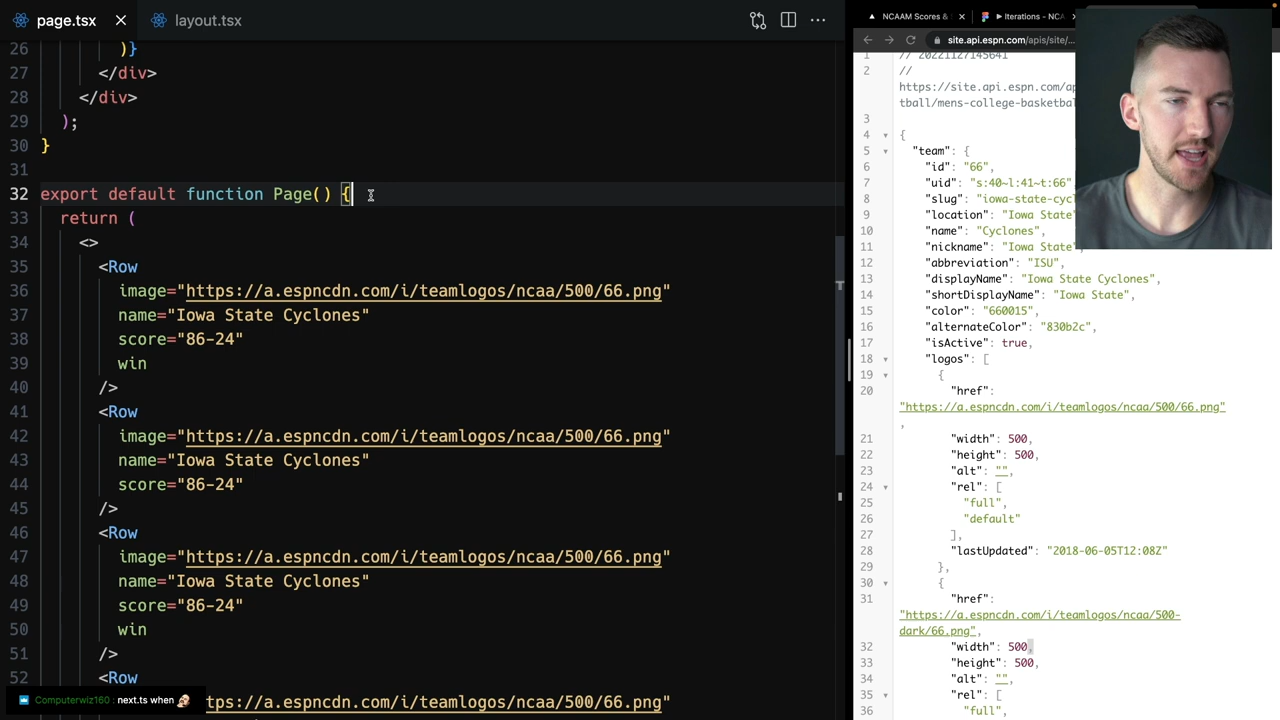 page.tsx
layout.tsx
26 )}
27 </div>
28 </div>
29 );
30 }
31
32 export default function Page() {
33 return (
34 <>
35 <Row
36 image="https://a.espncdn.com/i/teamlogos/ncaa/500/66.png"
37 name="Iowa State Cyclones"
38 score="86-24"
39 win
40 />
41 <Row
42 image="https://a.espncdn.com/i/teamlogos/ncaa/500/66.png"
43 name="Iowa State Cyclones"
44 score="86-24"
45 />
46 <Row
47 image="https://a.espncdn.com/i/teamlogos/ncaa/500/66.png"
48 name="Iowa State Cyclones"
49 score="86-24"
50 win
51 />
52 <Row
tps://a.espncdn.com/i/teamlogos/ncaa/500/66.png"
Computerwiz160 : next.ts when
NCAAM Scores &
Iterations - NCA
site.api.espn.com/apis/site/...
1 // 20221127145641
2 //
https://site.api.espn.com/ap
tball/mens-college-basketbal
3
4 {
5 "team": {
6 "id": "66",
7 "uid": "s:40~l:41~t:66"
8 "slug": "iowa-state-cycl
9 "location": "Iowa State"
10 "name": "Cyclones",
11 "nickname": "Iowa State"
12 "abbreviation": "ISU",
13 "displayName": "Iowa State Cyclones",
14 "shortDisplayName": "Iowa State",
15 "color": "660015",
16 "alternateColor": "830b2c",
17 "isActive": true,
18 "logos": [
19 {
20 "href":
"https://a.espncdn.com/i/teamlogos/ncaa/500/66.png"
,
21 "width": 500,
22 "height": 500,
23 "alt": "",
24 "rel": [
25 "full",
26 "default"
27 ],
28 "lastUpdated": "2018-06-05T12:08Z"
29 },
30 {
31 "href":
"https://a.espncdn.com/i/teamlogos/ncaa/500-
dark/66.png",
32 "width": 500,
33 "height": 500,
34 "alt": "",
35 "rel": [
36 "full",